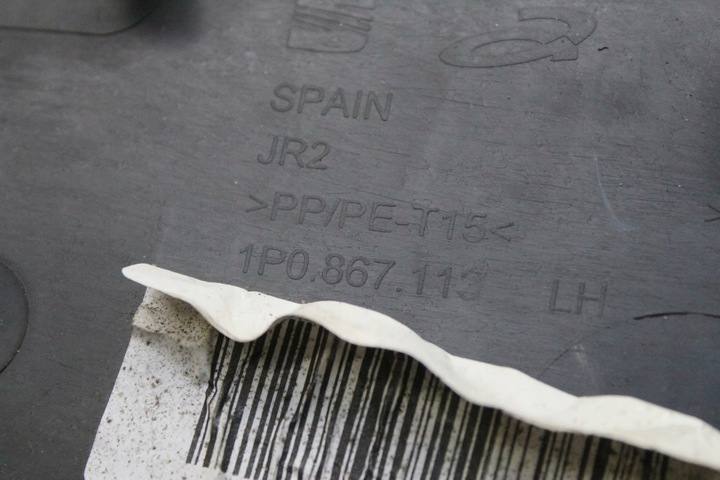 SPAIN
JR2
>PP/PE-T15<
1P0.867.113 LH